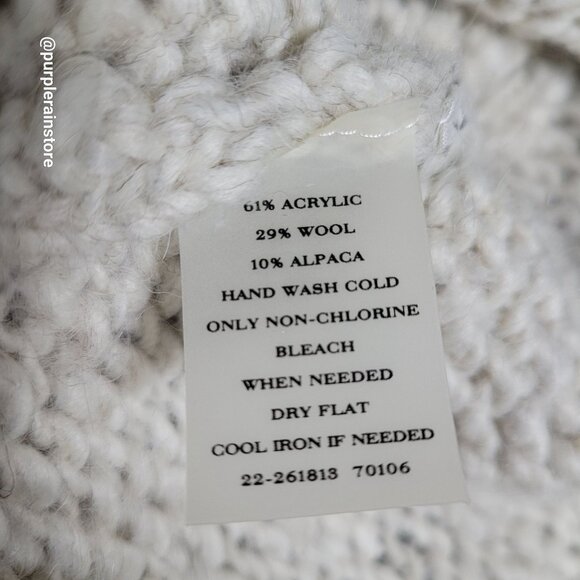 @purplerainstore
61% ACRYLIC
29% WOOL
10% ALPACA
HAND WASH COLD
ONLY NON-CHLORINE
BLEACH
WHEN NEEDED
DRY FLAT
COOL IRON IF NEEDED
22-261813 70106